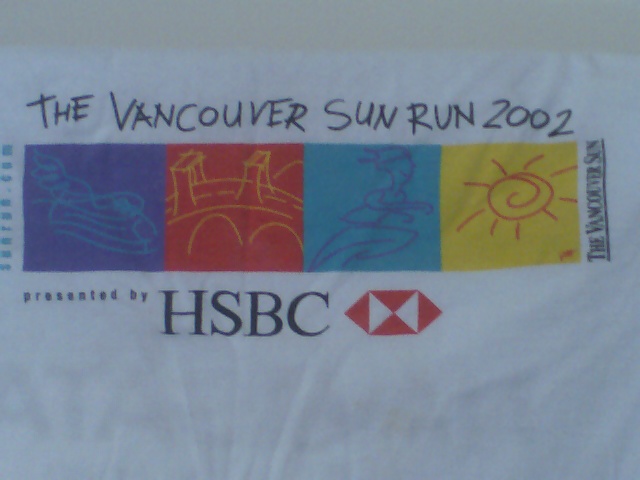 THE VANCOUVER SUN RUN 2002
sunrun.com
THE VANCOUVER SUN
presented by
HSBC